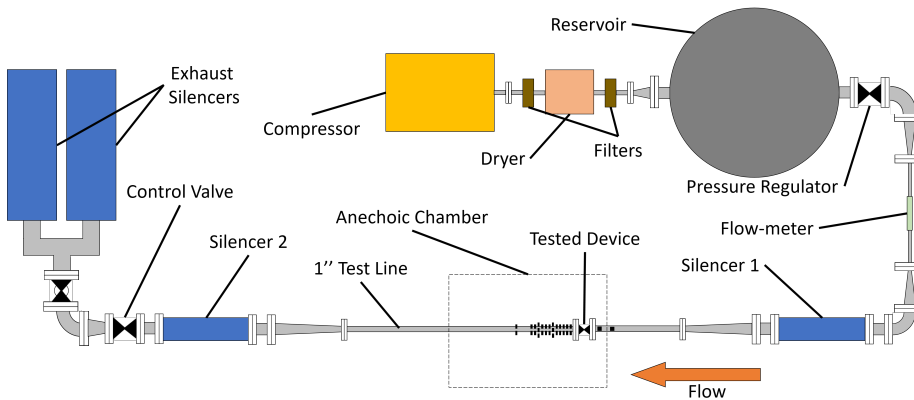 Reservoir
Exhaust
Silencers
Compressor
Dryer
Filters
Pressure Regulator
Control Valve
Anechoic Chamber
Flow-meter
Silencer 2
Tested Device
1’’ Test Line
Silencer 1
Flow